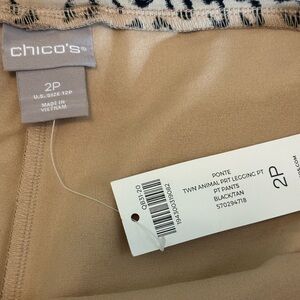 chico's®
2P
U.S. SIZE 12P
MADE IN
VIETNAM
PONTE
TWN ANIMAL PRT LEGGING PT
PT PANTS
BLACK/TAN
570294718
2P